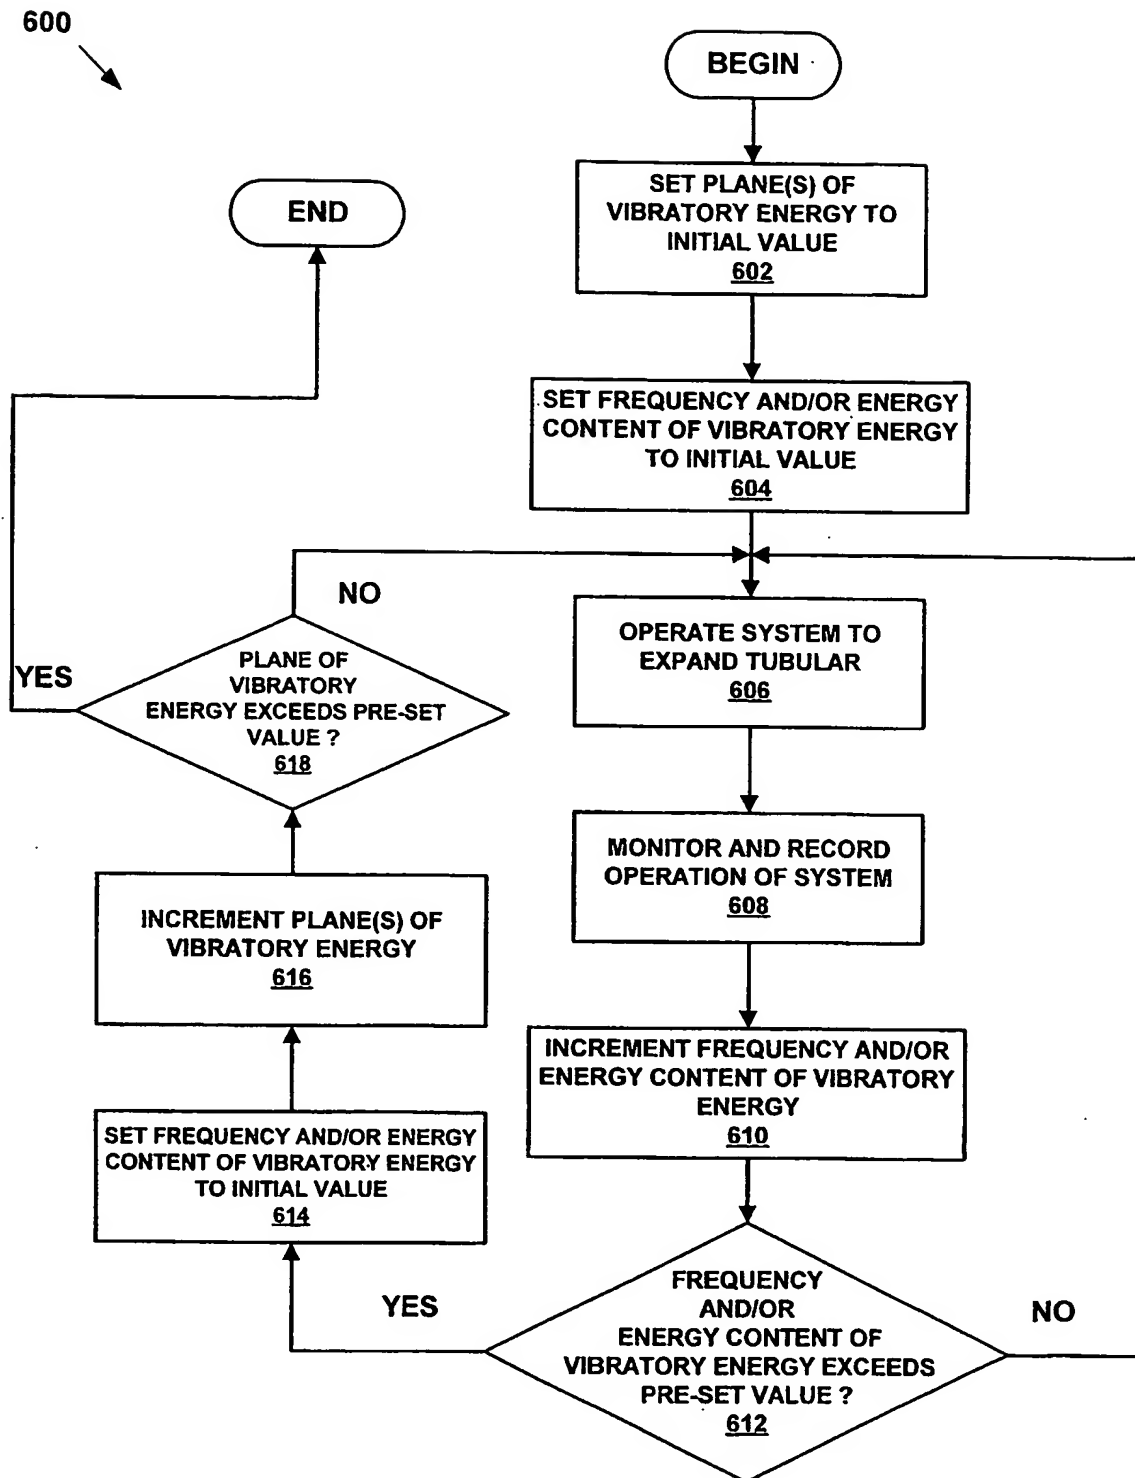 600
BEGIN
SET PLANE(S) OF
VIBRATORY ENERGY TO
INITIAL VALUE
602
END
SET FREQUENCY AND/OR ENERGY
CONTENT OF VIBRATORY ENERGY
TO INITIAL VALUE
604
NO
OPERATE SYSTEM TO
EXPAND TUBULAR
606
YES
PLANE OF
VIBRATORY
ENERGY EXCEEDS PRE-SET
VALUE ?
618
MONITOR AND RECORD
OPERATION OF SYSTEM
608
INCREMENT PLANE(S) OF
VIBRATORY ENERGY
616
INCREMENT FREQUENCY AND/OR
ENERGY CONTENT OF VIBRATORY
ENERGY
610
SET FREQUENCY AND/OR ENERGY
CONTENT OF VIBRATORY ENERGY
TO INITIAL VALUE
614
YES
FREQUENCY
AND/OR
ENERGY CONTENT OF
VIBRATORY ENERGY EXCEEDS
PRE-SET VALUE ?
612
NO